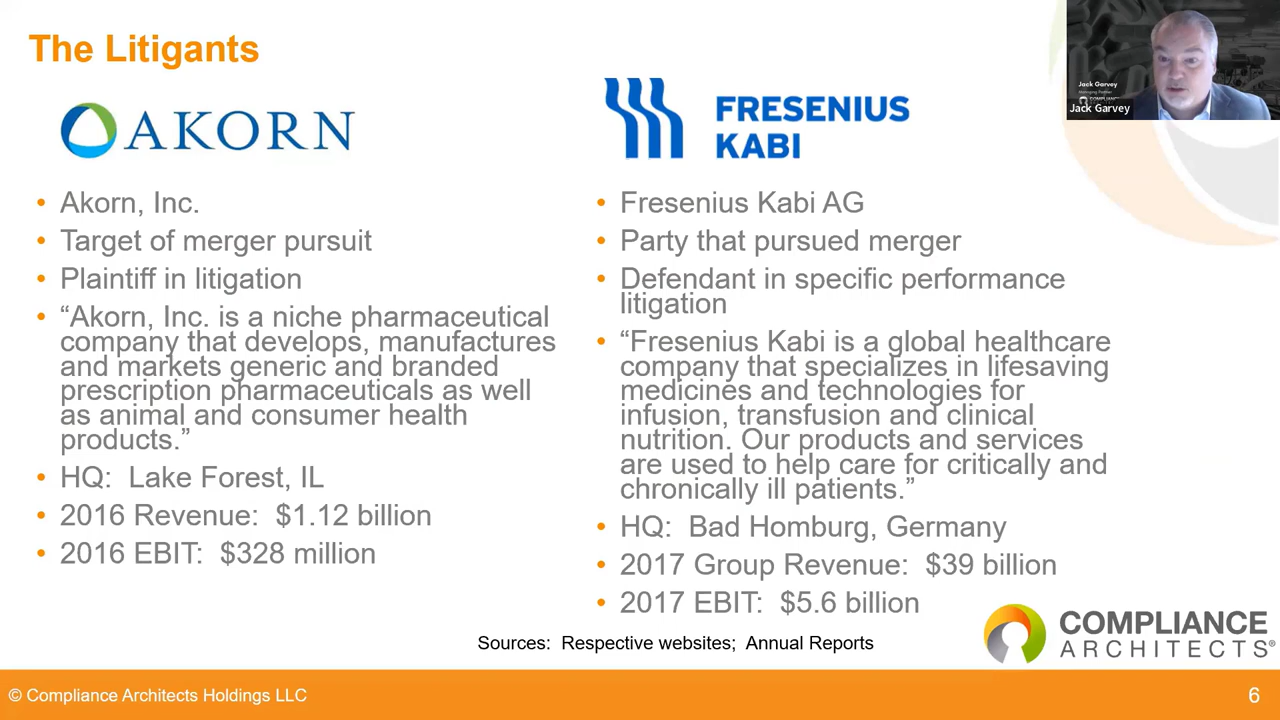 The Litigants
AKORN
• Akorn, Inc.
• Target of merger pursuit
• Plaintiff in litigation
• “Akorn, Inc. is a niche pharmaceutical
company that develops, manufactures
and markets generic and branded
prescription pharmaceuticals as well
as animal and consumer health
products.”
• HQ: Lake Forest, IL
• 2016 Revenue: $1.12 billion
• 2016 EBIT: $328 million
FRESENIUS
KABI
• Fresenius Kabi AG
• Party that pursued merger
• Defendant in specific performance
litigation
• “Fresenius Kabi is a global healthcare
company that specializes in lifesaving
medicines and technologies for
infusion, transfusion and clinical
nutrition. Our products and services
are used to help care for critically and
chronically ill patients.”
• HQ: Bad Homburg, Germany
• 2017 Group Revenue: $39 billion
• 2017 EBIT: $5.6 billion
Jack Garvey
Managing Partner
Jack Garvey
Sources: Respective websites; Annual Reports
COMPLIANCE
ARCHITECTS®
© Compliance Architects Holdings LLC
6